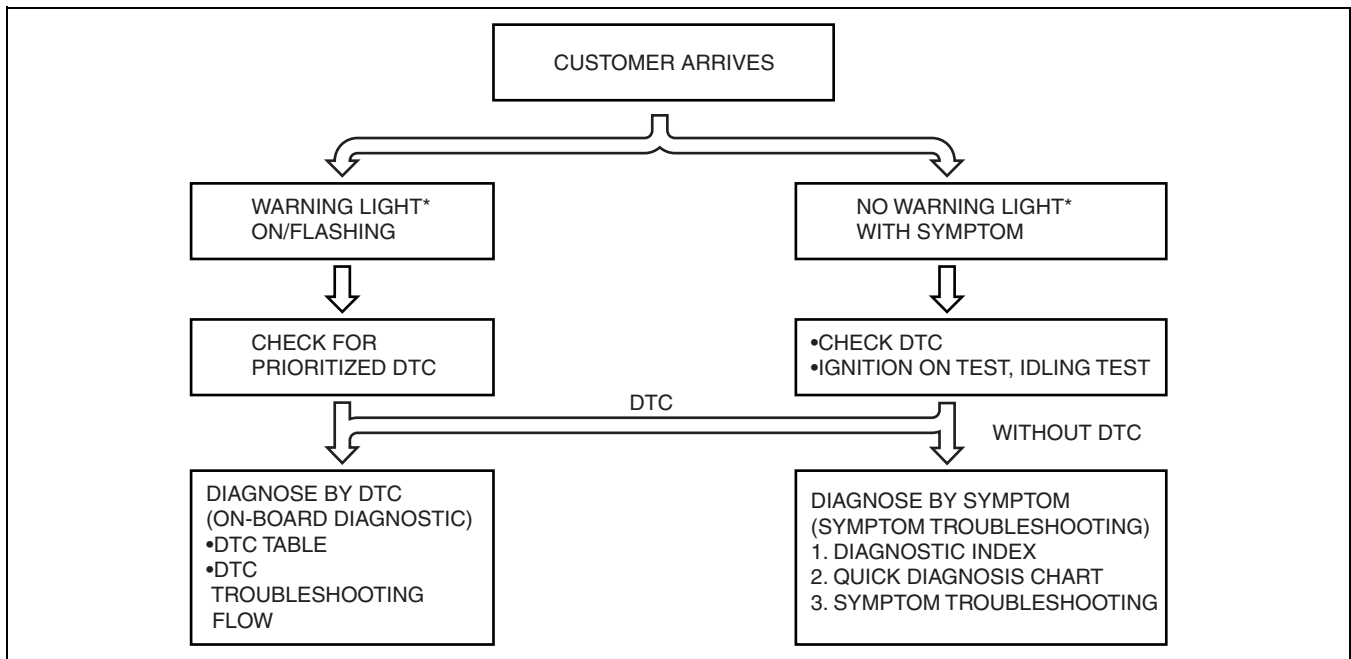 CUSTOMER ARRIVES
WARNING LIGHT*
ON/FLASHING
NO WARNING LIGHT*
WITH SYMPTOM
CHECK FOR
PRIORITIZED DTC
•CHECK DTC
•IGNITION ON TEST, IDLING TEST
DTC
WITHOUT DTC
DIAGNOSE BY DTC
(ON-BOARD DIAGNOSTIC)
•DTC TABLE
•DTC
TROUBLESHOOTING
FLOW
DIAGNOSE BY SYMPTOM
(SYMPTOM TROUBLESHOOTING)
1. DIAGNOSTIC INDEX
2. QUICK DIAGNOSIS CHART
3. SYMPTOM TROUBLESHOOTING